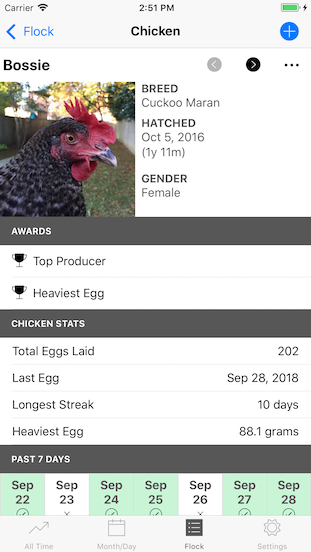 Carrier 2:51 PM
Flock Chicken
Bossie
BREED
Cuckoo Maran
HATCHED
Oct 5, 2016
(1y 11m)
GENDER
Female
AWARDS
Top Producer
Heaviest Egg
CHICKEN STATS
Total Eggs Laid 202
Last Egg Sep 28, 2018
Longest Streak 10 days
Heaviest Egg 88.1 grams
PAST 7 DAYS
Sep Sep Sep Sep Sep Sep Sep
22 23 24 25 26 27 28
All Time Month/Day Flock Settings